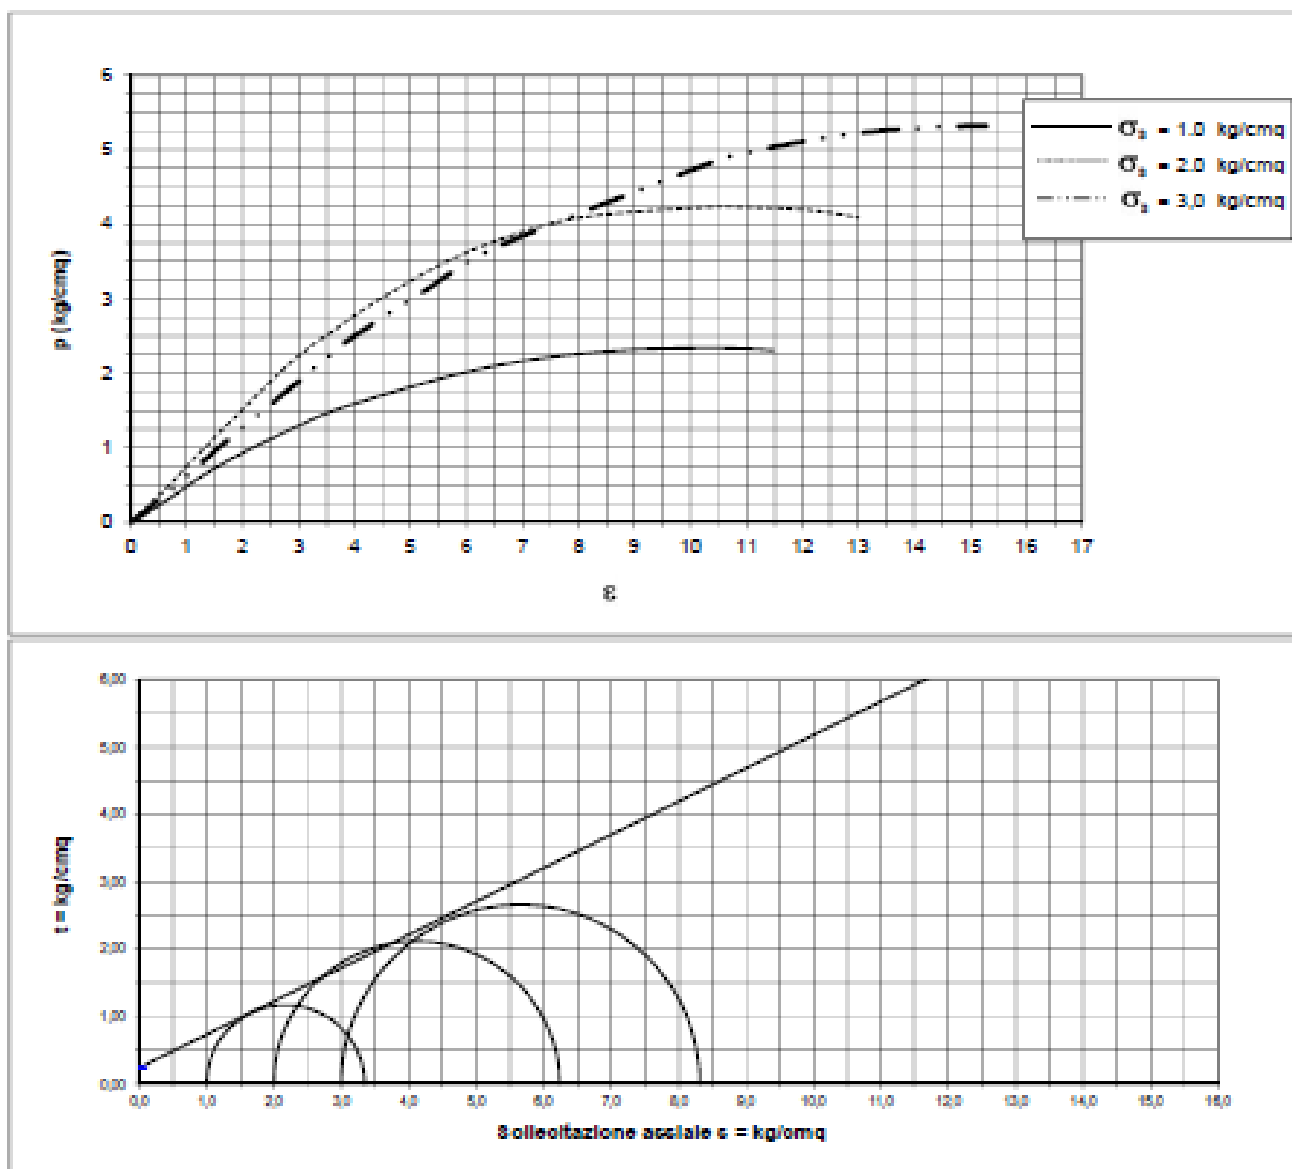 6
5
4
3
2
1
0
p (kg/cmq)
0 1 2 3 4 5 6 7 8 9 10 11 12 13 14 15 16 17
ε
σ₃ = 1.0 kg/cmq
σ₃ = 2.0 kg/cmq
σ₃ = 3,0 kg/cmq
6,00
5,00
4,00
3,00
2,00
1,00
0,00
t = kg/cmq
0,0 1,0 2,0 3,0 4,0 5,0 6,0 7,0 8,0 9,0 10,0 11,0 12,0 13,0 14,0 15,0 16,0
Sollecitazione assiale s = kg/cmq